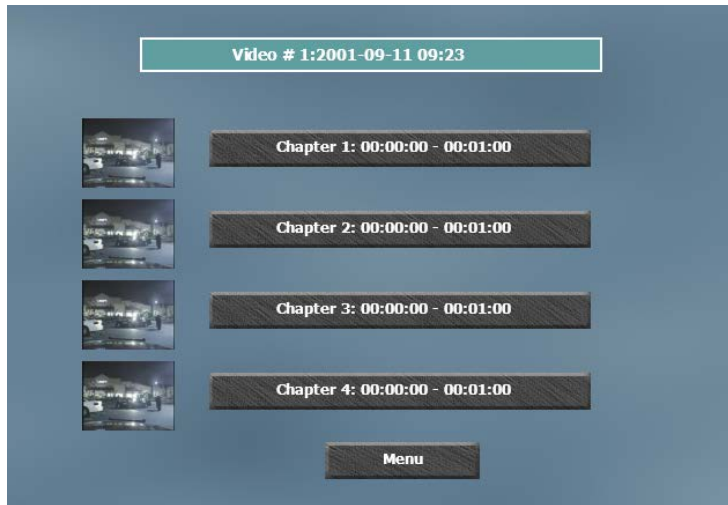 Video # 1:2001-09-11 09:23
Chapter 1: 00:00:00 - 00:01:00
Chapter 2: 00:00:00 - 00:01:00
Chapter 3: 00:00:00 - 00:01:00
Chapter 4: 00:00:00 - 00:01:00
Menu